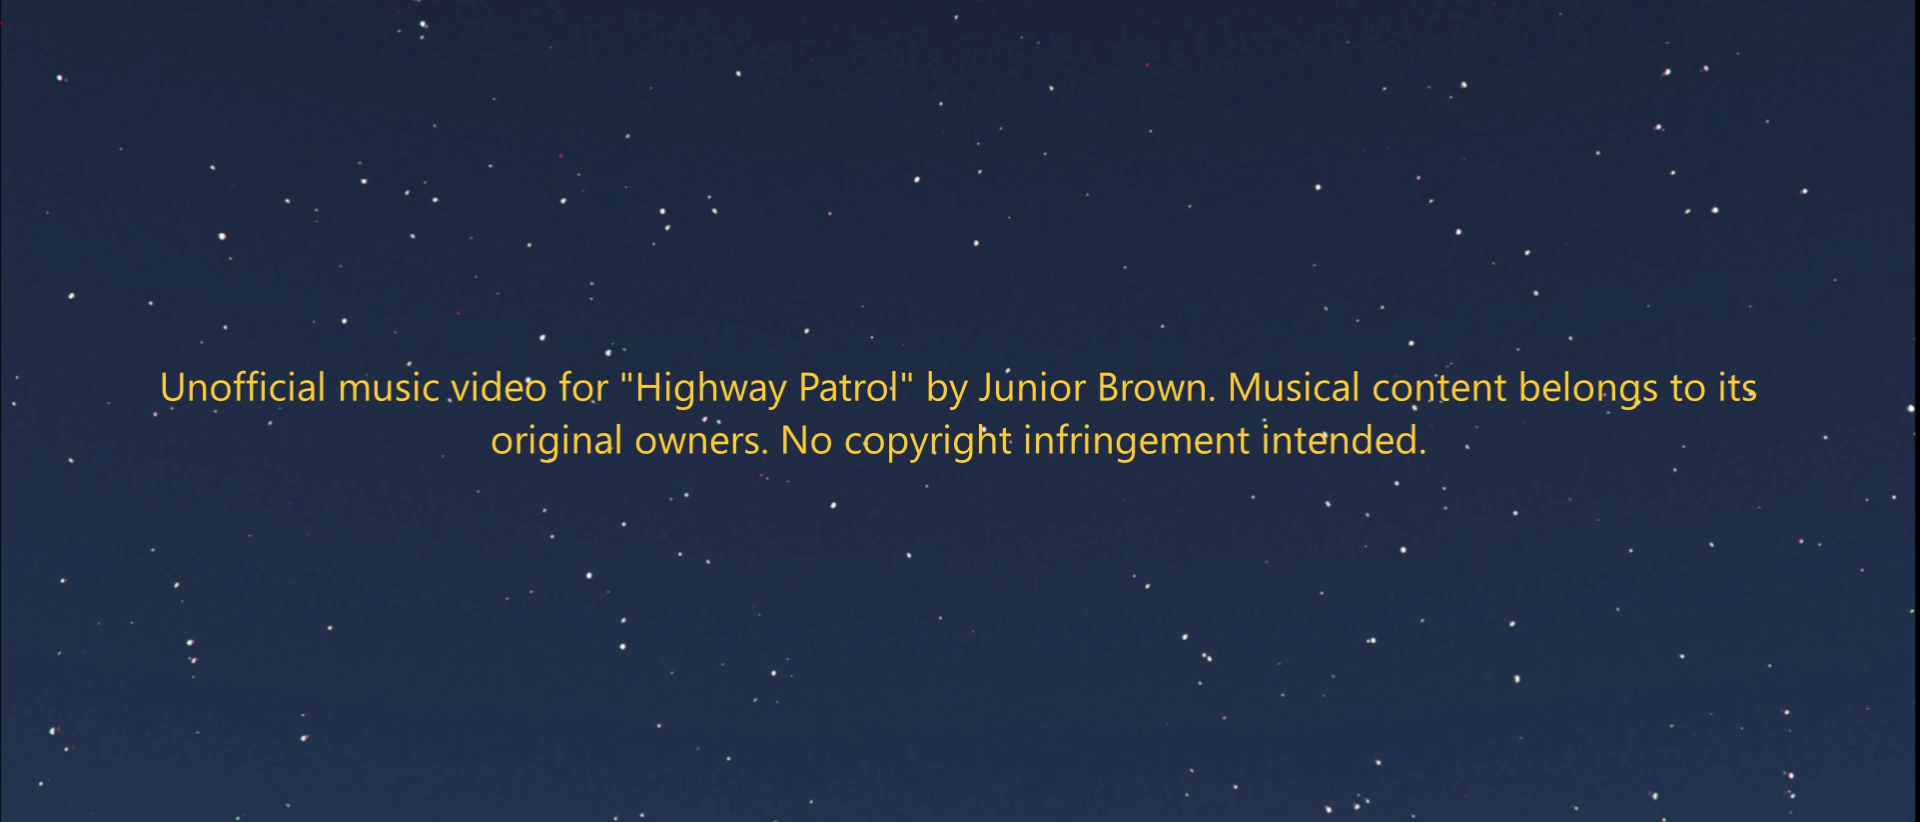 Unofficial music video for "Highway Patrol" by Junior Brown. Musical content belongs to its
original owners. No copyright infringement intended.